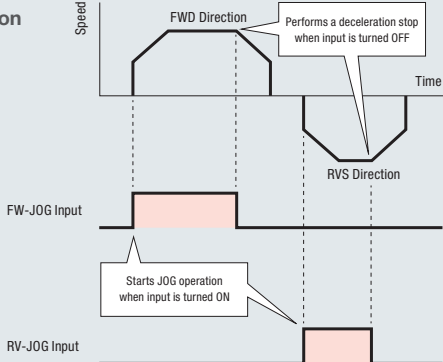 on
Speed
FWD Direction
Performs a deceleration stop
when input is turned OFF
Time
RVS Direction
FW-JOG Input
Starts JOG operation
when input is turned ON
RV-JOG Input